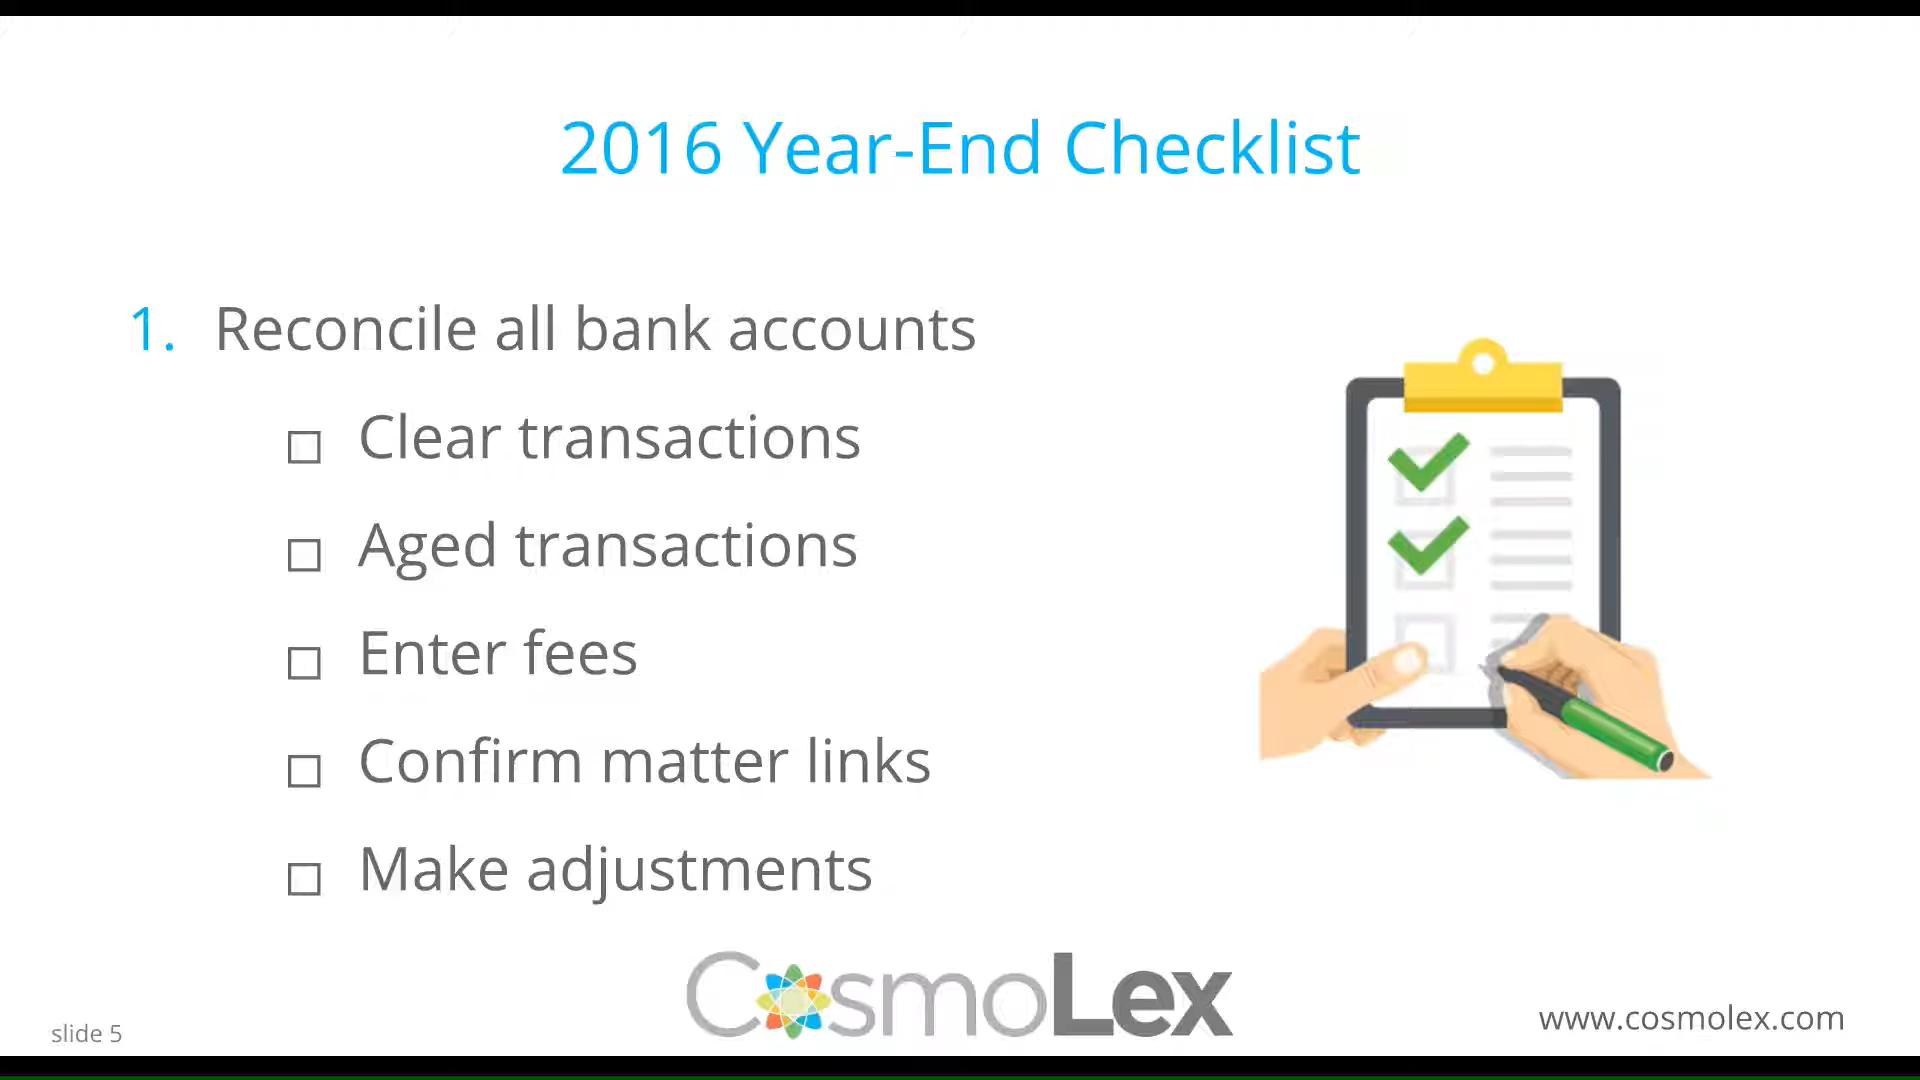 2016 Year-End Checklist
1. Reconcile all bank accounts
□ Clear transactions
□ Aged transactions
□ Enter fees
□ Confirm matter links
□ Make adjustments
CosmoLex
slide 5
www.cosmolex.com